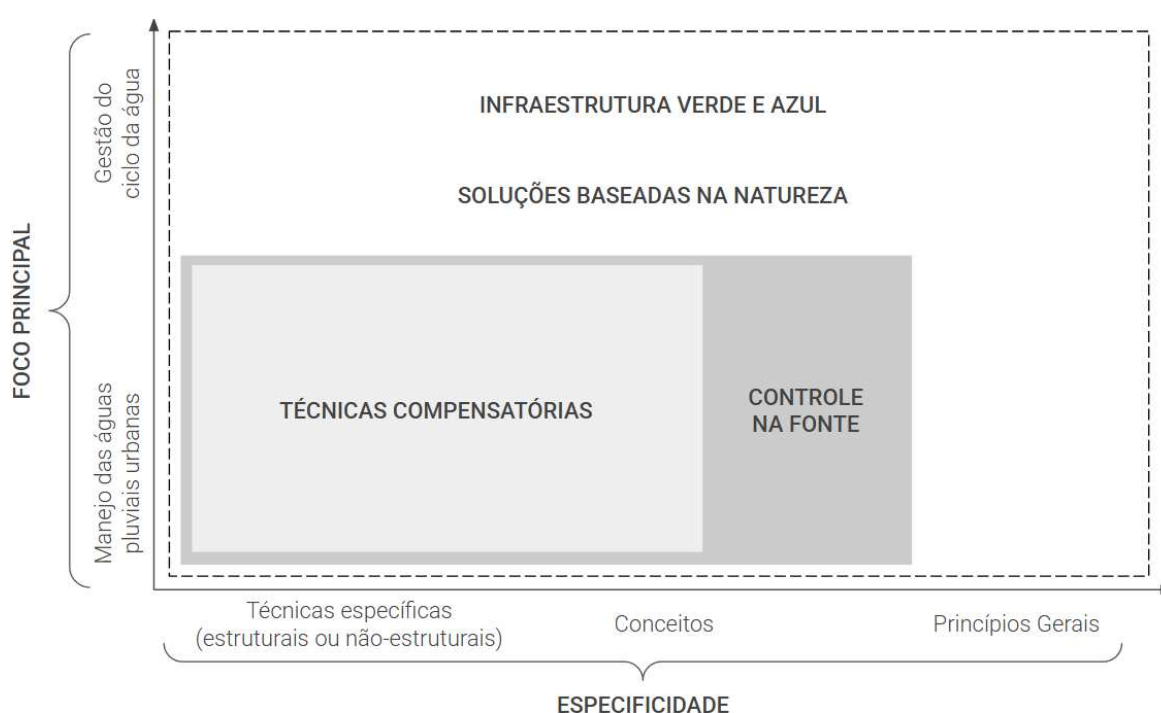 FOCO PRINCIPAL
Gestão do
ciclo da água
Manejo das águas
pluviais urbanas
INFRAESTRUTURA VERDE E AZUL
SOLUÇÕES BASEADAS NA NATUREZA
TÉCNICAS COMPENSATÓRIAS
CONTROLE
NA FONTE
Técnicas específicas
(estruturais ou não-estruturais)
Conceitos
Princípios Gerais
ESPECIFICIDADE